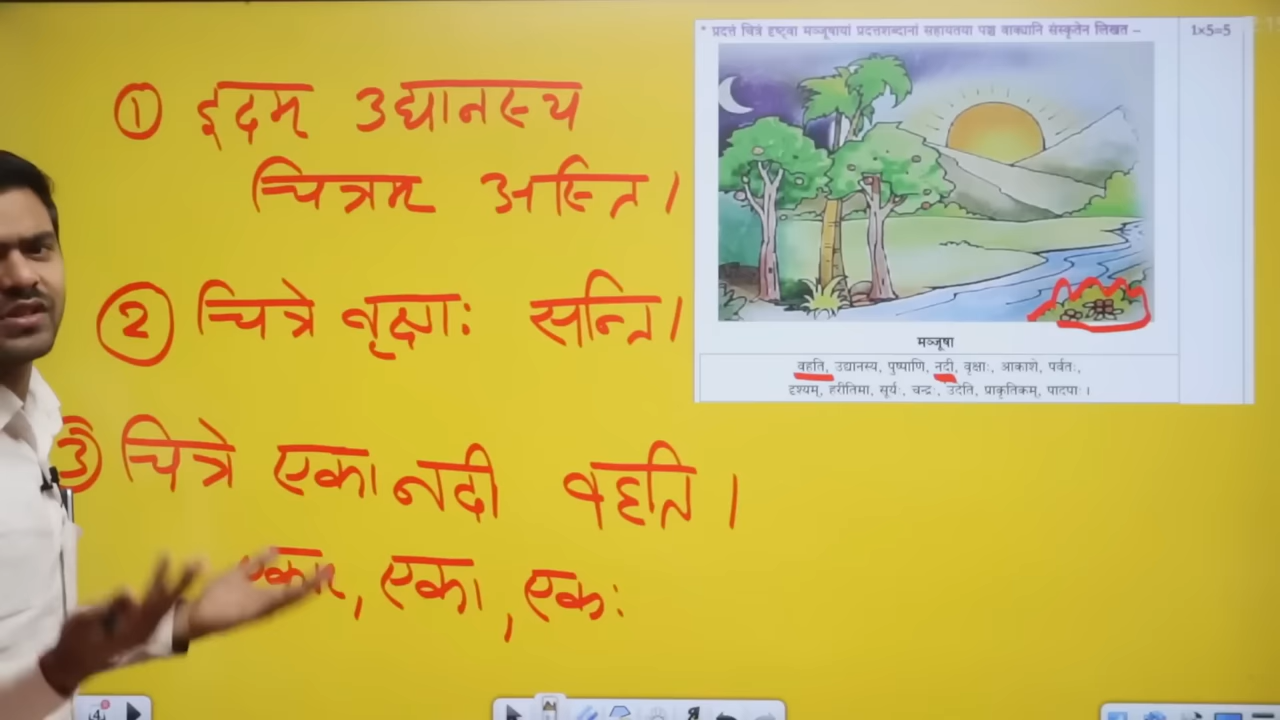 ① इदम् उद्यानस्य
चित्रम् अस्ति।
② चित्रे वृक्षाः सन्ति।
③ चित्रे एका नदी वहति।
एकम्, एका, एकः
* प्रदत्तं चित्रं दृष्ट्वा मञ्जूषायां प्रदत्तशब्दानां सहायतया पञ्च वाक्यानि संस्कृतेन लिखत – 1×5=5
मञ्जूषा
वहति, उद्यानस्य, पुष्पाणि, नदी, वृक्षाः, आकाशे, पर्वतः,
दृश्यम्, हरीतिमा, सूर्यः, चन्द्रः, उदेति, प्राकृतिकम्, पादपाः ।